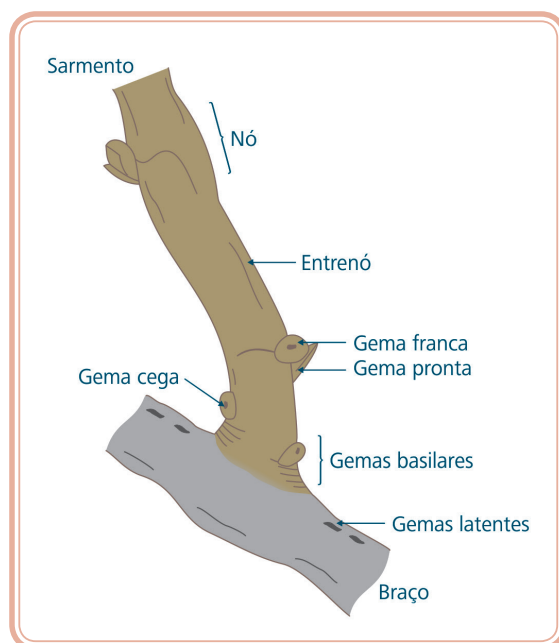 Sarmento
Nó
Entrenó
Gema franca
Gema pronta
Gema cega
Gemas basilares
Gemas latentes
Braço